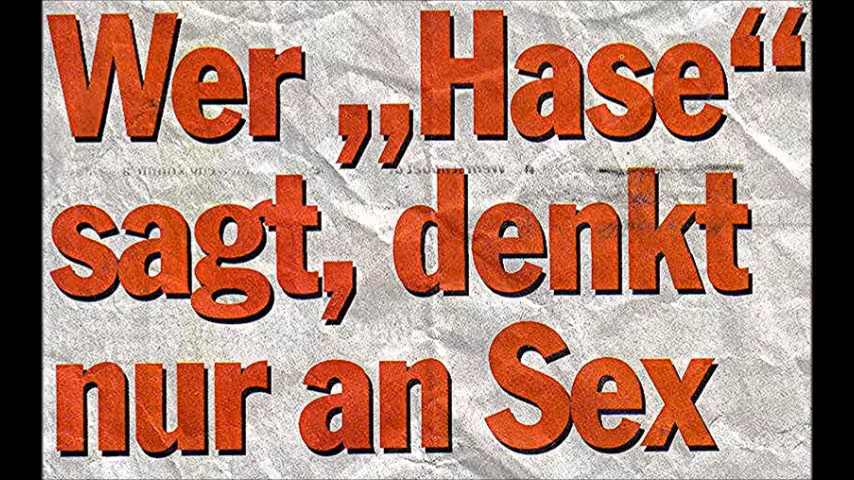 Wer „Hase“
sagt, denkt
nur an Sex